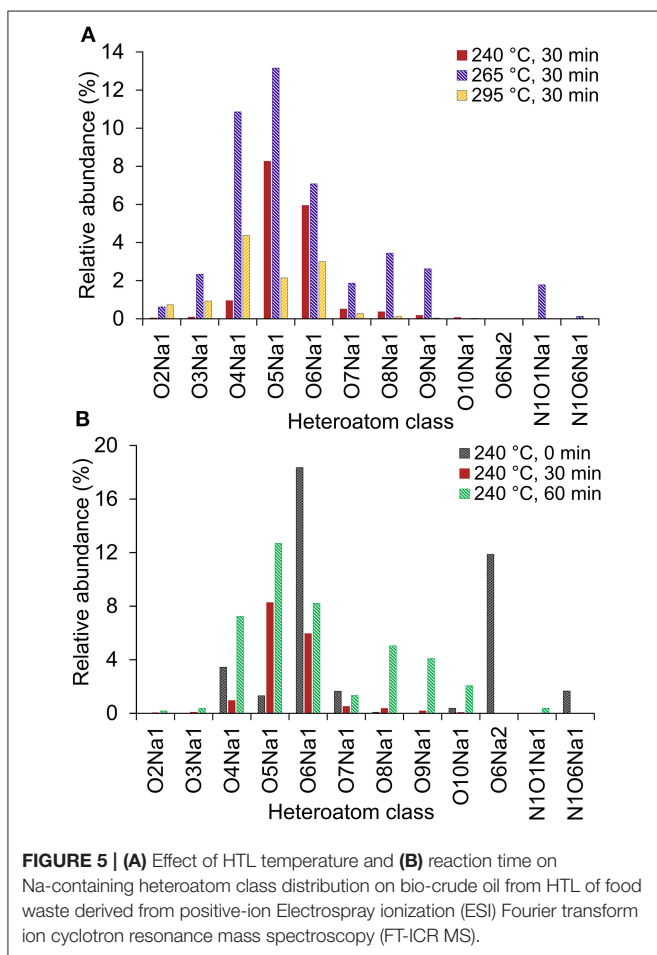 A
14
12
10
8
6
4
2
0
Relative abundance (%)
240 °C, 30 min
265 °C, 30 min
295 °C, 30 min
O2Na1
O3Na1
O4Na1
O5Na1
O6Na1
O7Na1
O8Na1
O9Na1
O10Na1
O6Na2
N1O1Na1
N1O6Na1
Heteroatom class
B
20
16
12
8
4
0
Relative abundance (%)
240 °C, 0 min
240 °C, 30 min
240 °C, 60 min
O2Na1
O3Na1
O4Na1
O5Na1
O6Na1
O7Na1
O8Na1
O9Na1
O10Na1
O6Na2
N1O1Na1
N1O6Na1
Heteroatom class
FIGURE 5 | (A) Effect of HTL temperature and (B) reaction time on
Na-containing heteroatom class distribution on bio-crude oil from HTL of food
waste derived from positive-ion Electrospray ionization (ESI) Fourier transform
ion cyclotron resonance mass spectroscopy (FT-ICR MS).